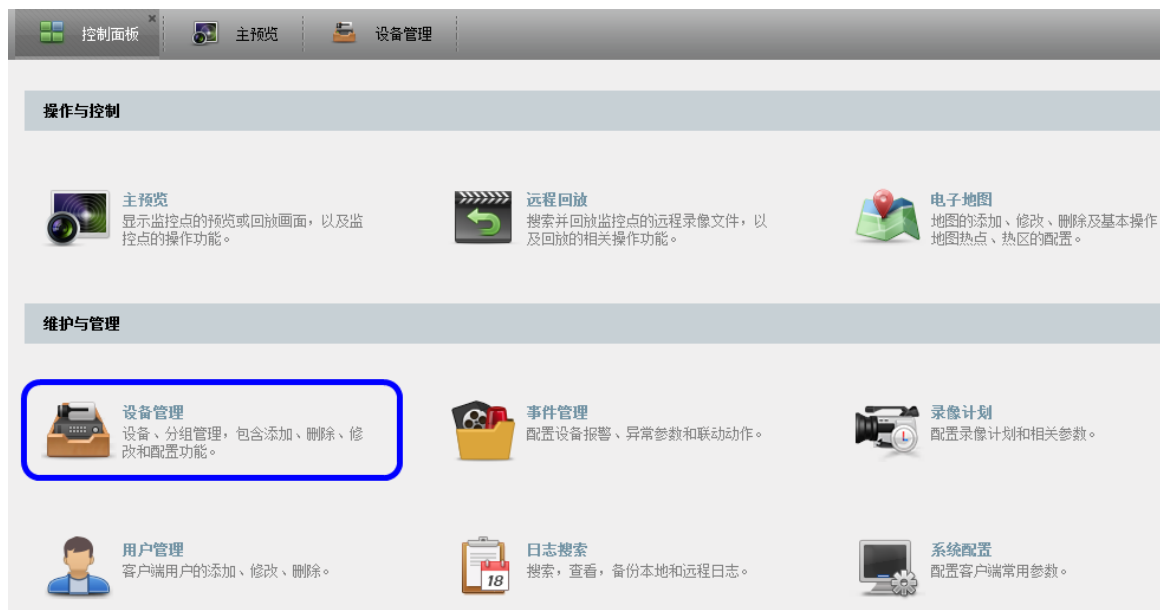 控制面板 主预览 设备管理
操作与控制
主预览
显示监控点的预览或回放画面，以及监
控点的操作功能。
远程回放
搜索并回放监控点的远程录像文件，以
及回放的相关操作功能。
电子地图
地图的添加、修改、删除及基本操作
地图热点、热区的配置。
维护与管理
设备管理
设备、分组管理，包含添加、删除、修
改和配置功能。
事件管理
配置设备报警、异常参数和联动动作。
录像计划
配置录像计划和相关参数。
用户管理
客户端用户的添加、修改、删除。
18
日志搜索
搜索，查看，备份本地和远程日志。
系统配置
配置客户端常用参数。